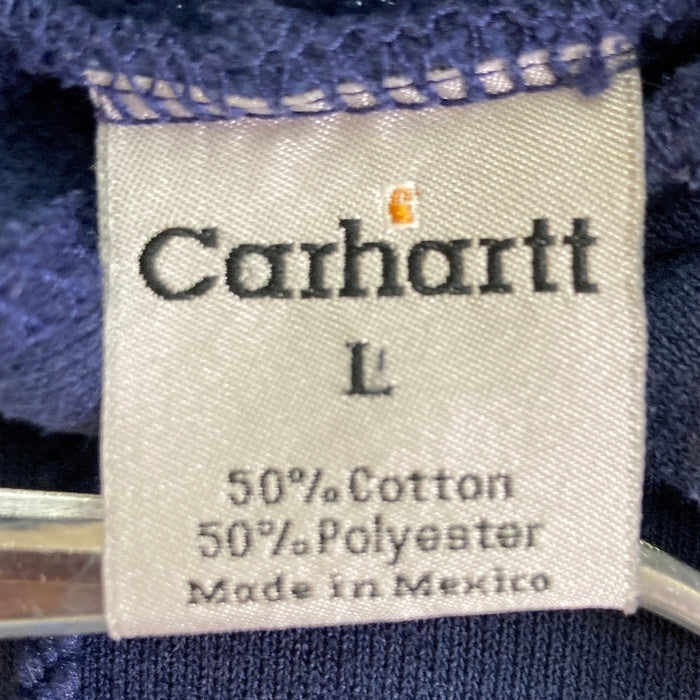 Carhartt
L
50% Cotton
50% Polyester
Made in Mexico